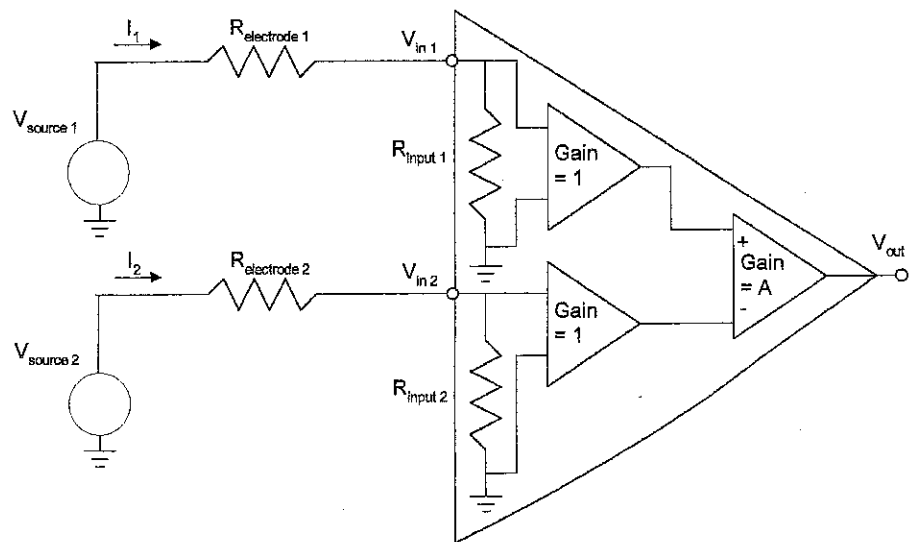 I1
Relectrode 1
Vin 1
Vsource 1
Rinput 1
Gain
= 1
+
Gain
= A
-
Vout
I2
Relectrode 2
Vin 2
Gain
= 1
Vsource 2
Rinput 2